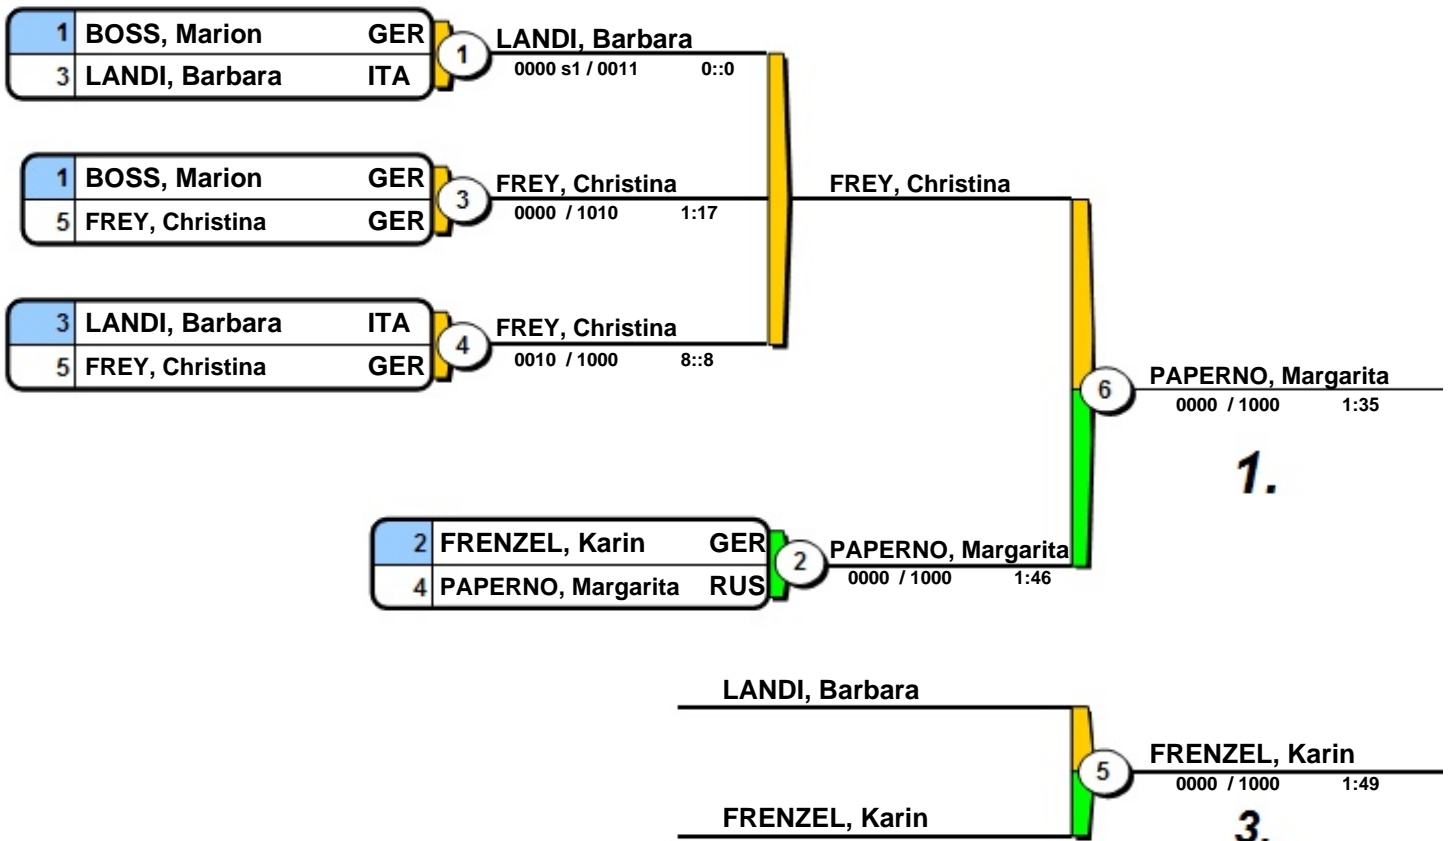 1 BOSS, Marion GER
3 LANDI, Barbara ITA
1
LANDI, Barbara
0000 s1 / 0011 0::0
1 BOSS, Marion GER
5 FREY, Christina GER
3
FREY, Christina
0000 / 1010 1:17
FREY, Christina
3 LANDI, Barbara ITA
5 FREY, Christina GER
4
FREY, Christina
0010 / 1000 8::8
6
PAPERNO, Margarita
0000 / 1000 1:35
1.
2 FRENZEL, Karin GER
4 PAPERNO, Margarita RUS
2
PAPERNO, Margarita
0000 / 1000 1:46
LANDI, Barbara
5
FRENZEL, Karin
0000 / 1000 1:49
FRENZEL, Karin
3.